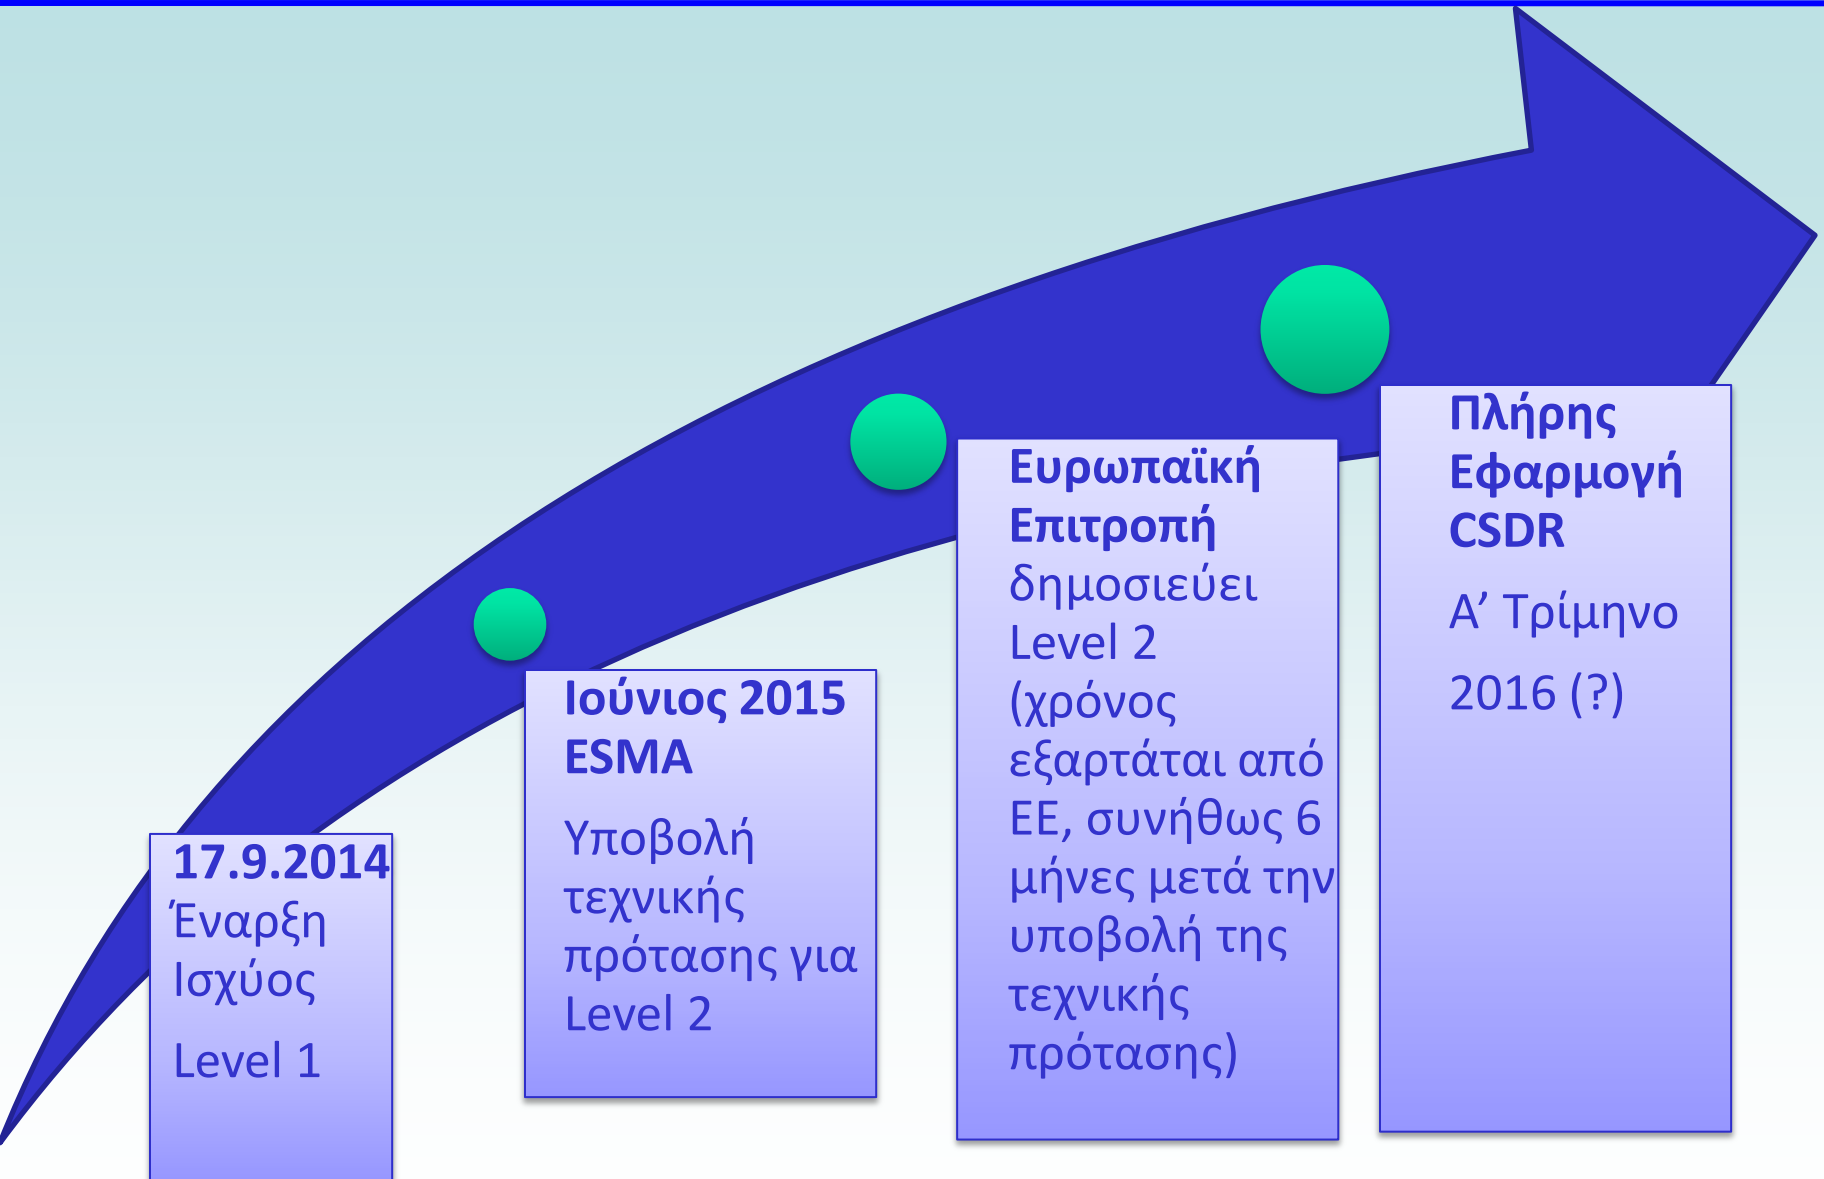 17.9.2014
Έναρξη
Ισχύος
Level 1
Ιούνιος 2015
ESMA
Υποβολή
τεχνικής
πρότασης για
Level 2
Ευρωπαϊκή
Επιτροπή
δημοσιεύει
Level 2
(χρόνος
εξαρτάται από
ΕΕ, συνήθως 6
μήνες μετά την
υποβολή της
τεχνικής
πρότασης)
Πλήρης
Εφαρμογή
CSDR
Α’ Τρίμηνο
2016 (?)